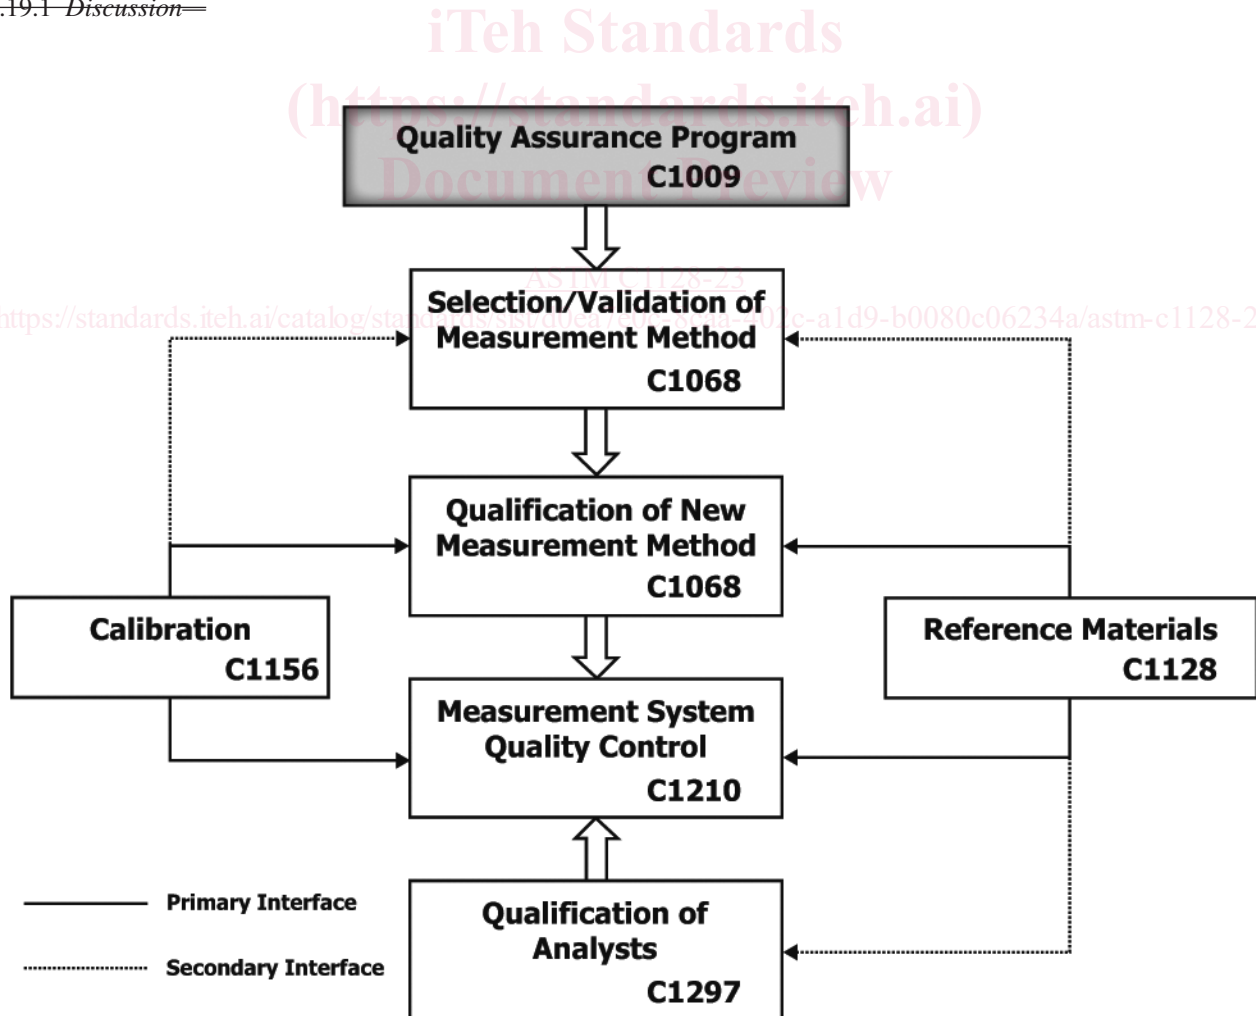 .19.1 Discussion—
iTeh Standards
(https://standards.iteh.ai)
Document Preview
Quality Assurance Program
C1009
ASTM C1128-23
Selection/Validation of
Measurement Method
C1068
Qualification of New
Measurement Method
C1068
Calibration
C1156
Reference Materials
C1128
Measurement System
Quality Control
C1210
Primary Interface
Secondary Interface
Qualification of
Analysts
C1297